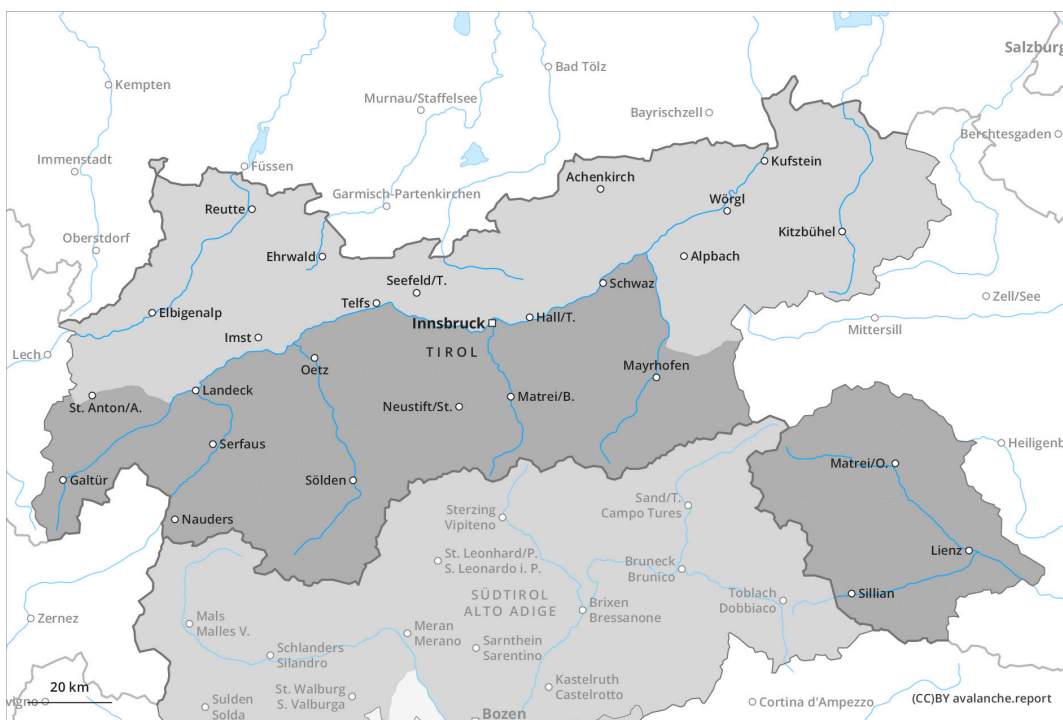 Salzburg
Bad Tölz
Kempten
Murnau/Staffelsee
Bayrischzell
Berchtesgaden
Immenstadt
Füssen
Kufstein
Achenkirch
Garmisch-Partenkirchen
Reutte
Wörgl
Oberstdorf
Kitzbühel
Ehrwald
Alpbach
Seefeld/T.
Schwaz
Zell/See
Telfs
Elbigenalp
Innsbruck
Hall/T.
Mittersill
Imst
Lech
TIROL
Oetz
Mayrhofen
Landeck
St. Anton/A.
Neustift/St.
Matrei/B.
Serfaus
Heiligenb
Matrei/O.
Galtür
Sölden
Sand/T.
Campo Tures
Nauders
Sterzing
Vipiteno
Lienz
St. Leonhard/P.
S. Leonardo i. P.
Bruneck
Brunico
SÜDTIROL
ALTO ADIGE
Toblach
Dobbiaco
Sillian
Brixen
Bressanone
Zernez
Mals
Malles V.
Meran
Merano
Sarnthein
Sarentino
Schlanders
Silandro
20 km
Kastelruth
Castelrotto
St. Walburg
S. Valburga
vigno
Sulden
Solda
Cortina d'Ampezzo
(CC)BY avalanche.report
Bozen